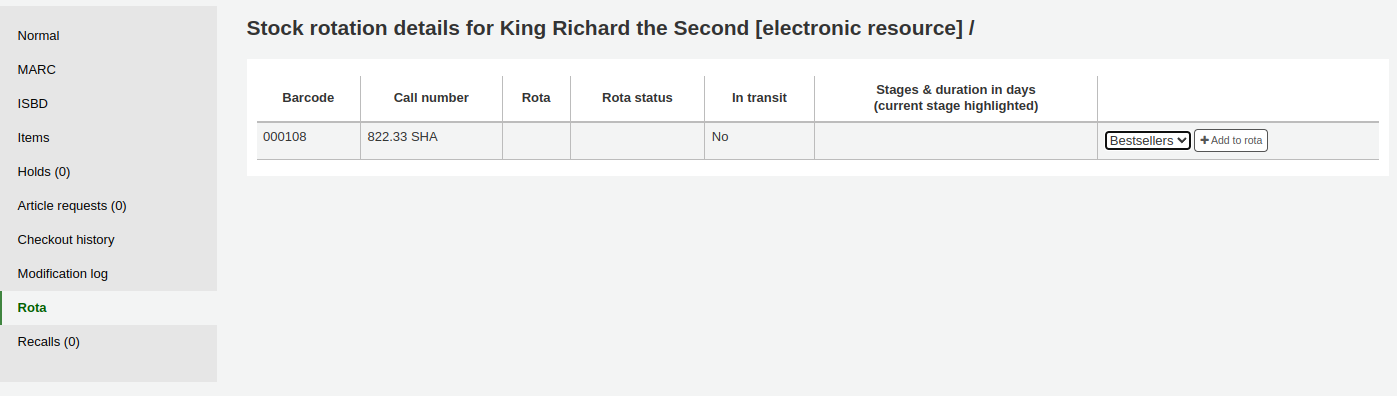 Normal
MARC
ISBD
Items
Holds (0)
Article requests (0)
Checkout history
Modification log
Rota
Recalls (0)
Stock rotation details for King Richard the Second [electronic resource] /
Barcode Call number Rota Rota status In transit Stages & duration in days
(current stage highlighted)
000108 822.33 SHA No Bestsellers Add to rota